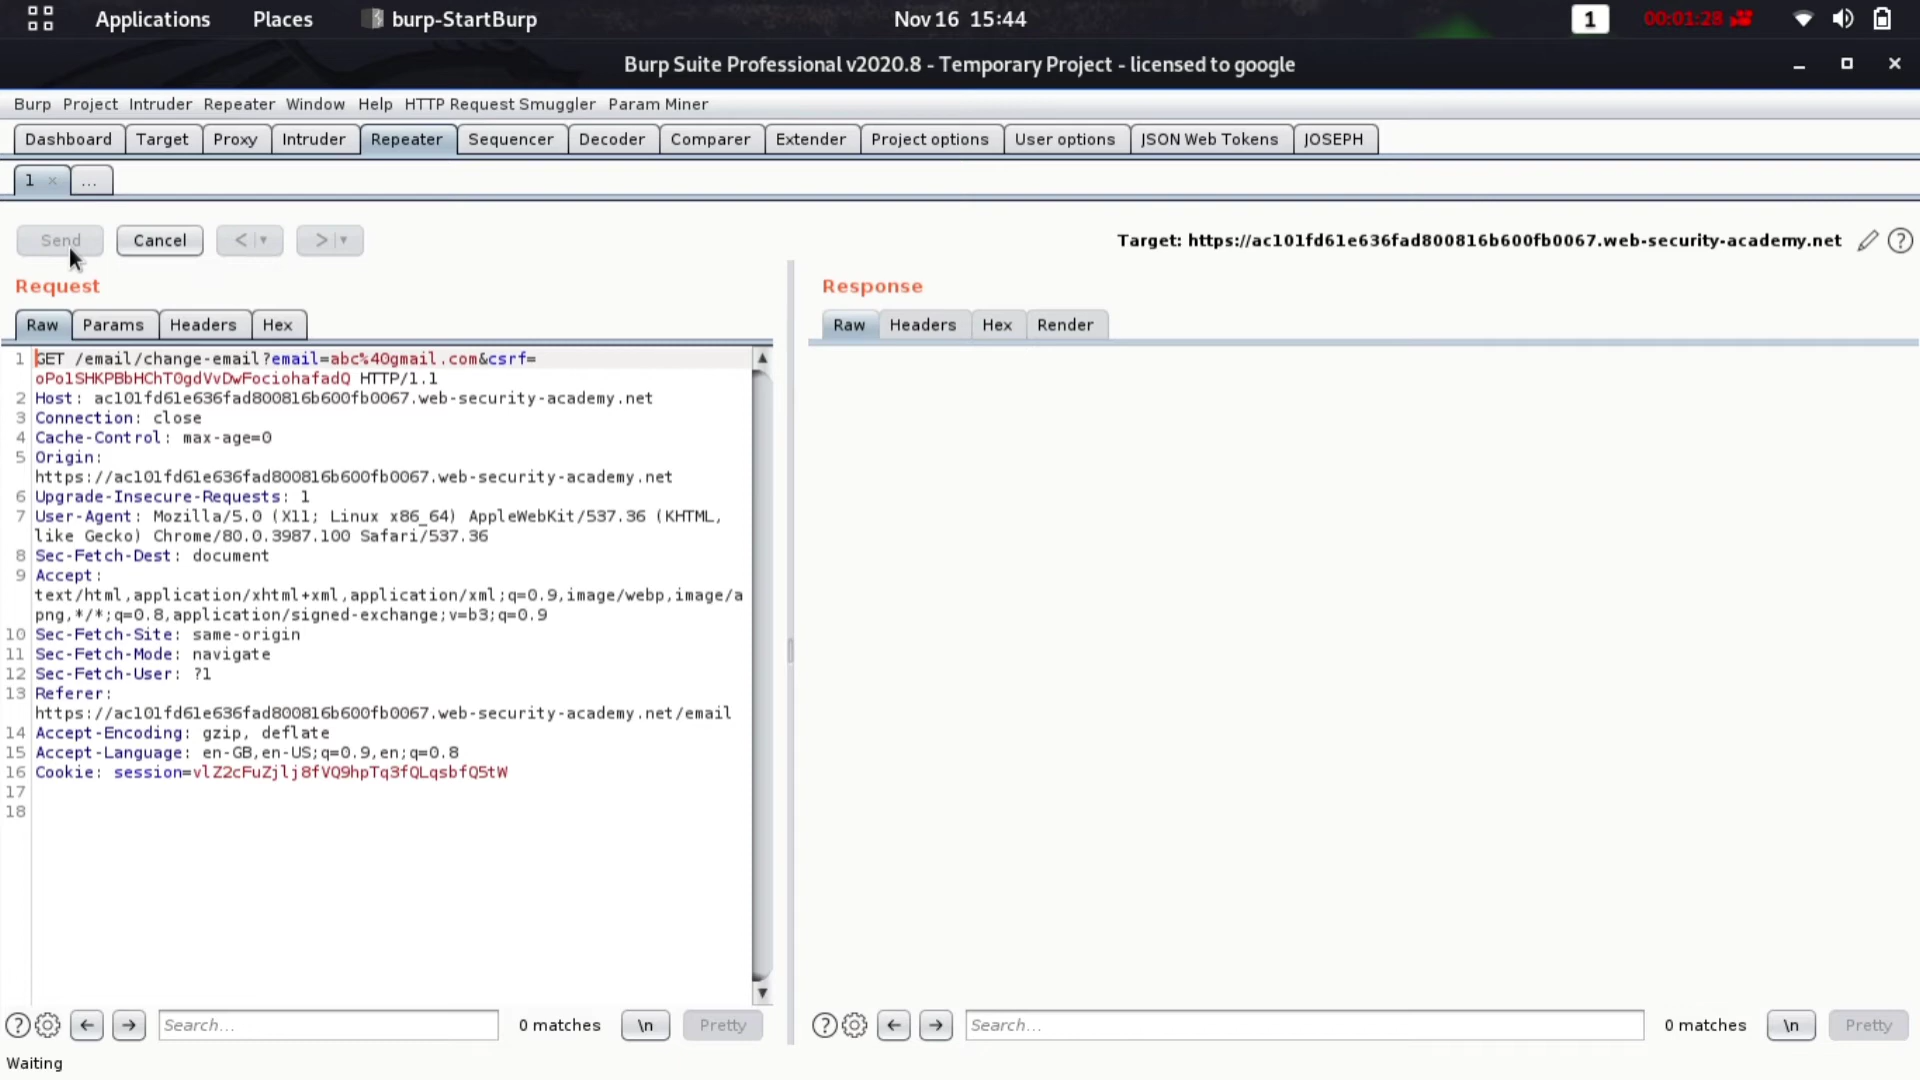 Applications Places burp-StartBurp Nov 16 15:44 1 00:01:28
Burp Suite Professional v2020.8 - Temporary Project - licensed to google
Burp Project Intruder Repeater Window Help HTTP Request Smuggler Param Miner
Dashboard Target Proxy Intruder Repeater Sequencer Decoder Comparer Extender Project options User options JSON Web Tokens JOSEPH
1 × ...
Send Cancel < > Target: https://ac101fd61e636fad800816b600fb0067.web-security-academy.net
Request
Response
Raw Params Headers Hex
Raw Headers Hex Render
1 GET /email/change-email?email=abc%40gmail.com&csrf=
oPo1SHKPBbHChT0gdVvDwFociohafadQ HTTP/1.1
2 Host: ac101fd61e636fad800816b600fb0067.web-security-academy.net
3 Connection: close
4 Cache-Control: max-age=0
5 Origin:
https://ac101fd61e636fad800816b600fb0067.web-security-academy.net
6 Upgrade-Insecure-Requests: 1
7 User-Agent: Mozilla/5.0 (X11; Linux x86_64) AppleWebKit/537.36 (KHTML,
like Gecko) Chrome/80.0.3987.100 Safari/537.36
8 Sec-Fetch-Dest: document
9 Accept:
text/html,application/xhtml+xml,application/xml;q=0.9,image/webp,image/a
png,*/*;q=0.8,application/signed-exchange;v=b3;q=0.9
10 Sec-Fetch-Site: same-origin
11 Sec-Fetch-Mode: navigate
12 Sec-Fetch-User: ?1
13 Referer:
https://ac101fd61e636fad800816b600fb0067.web-security-academy.net/email
14 Accept-Encoding: gzip, deflate
15 Accept-Language: en-GB,en-US;q=0.9,en;q=0.8
16 Cookie: session=vlZ2cFuZjlj8fVQ9hpTq3fQLqsbfQ5tW
17
18
? Search... 0 matches \n Pretty
? Search... 0 matches \n Pretty
Waiting